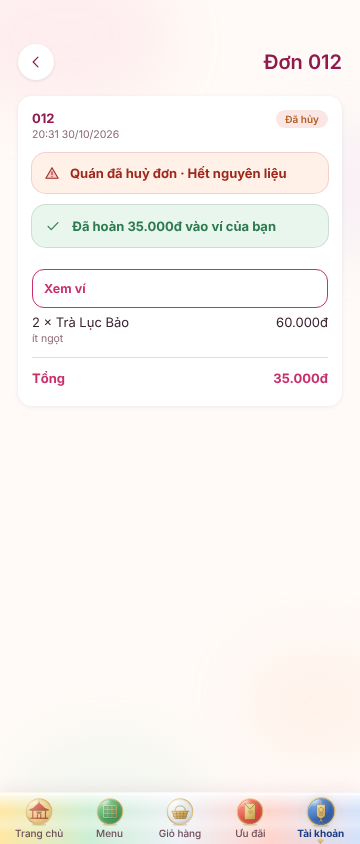 Đơn 012
012
Đã hủy
20:31 30/10/2026
Quán đã huỷ đơn · Hết nguyên liệu
Đã hoàn 35.000đ vào ví của bạn
Xem ví
2 × Trà Lục Bảo 60.000đ
ít ngọt
Tổng 35.000đ
Trang chủ Menu Giỏ hàng Ưu đãi Tài khoản